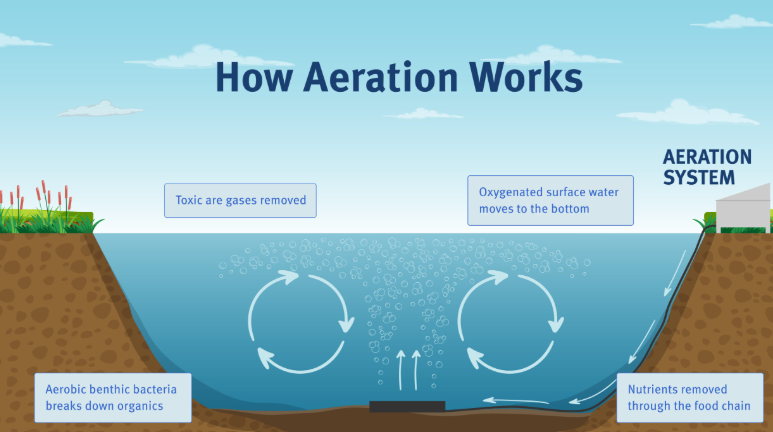 How Aeration Works
AERATION
SYSTEM
Toxic are gases removed
Oxygenated surface water
moves to the bottom
Aerobic benthic bacteria
breaks down organics
Nutrients removed
through the food chain